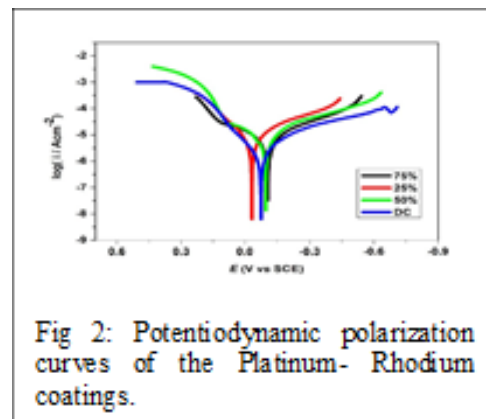 -2
-3
-4
-5
-6
-7
-8
-9
log(i /Acm-2)
75%
25%
50%
DC
0.6 0.3 0.0 -0.3 -0.6 -0.9
E (V vs SCE)
Fig 2: Potentiodynamic polarization
curves of the Platinum- Rhodium
coatings.